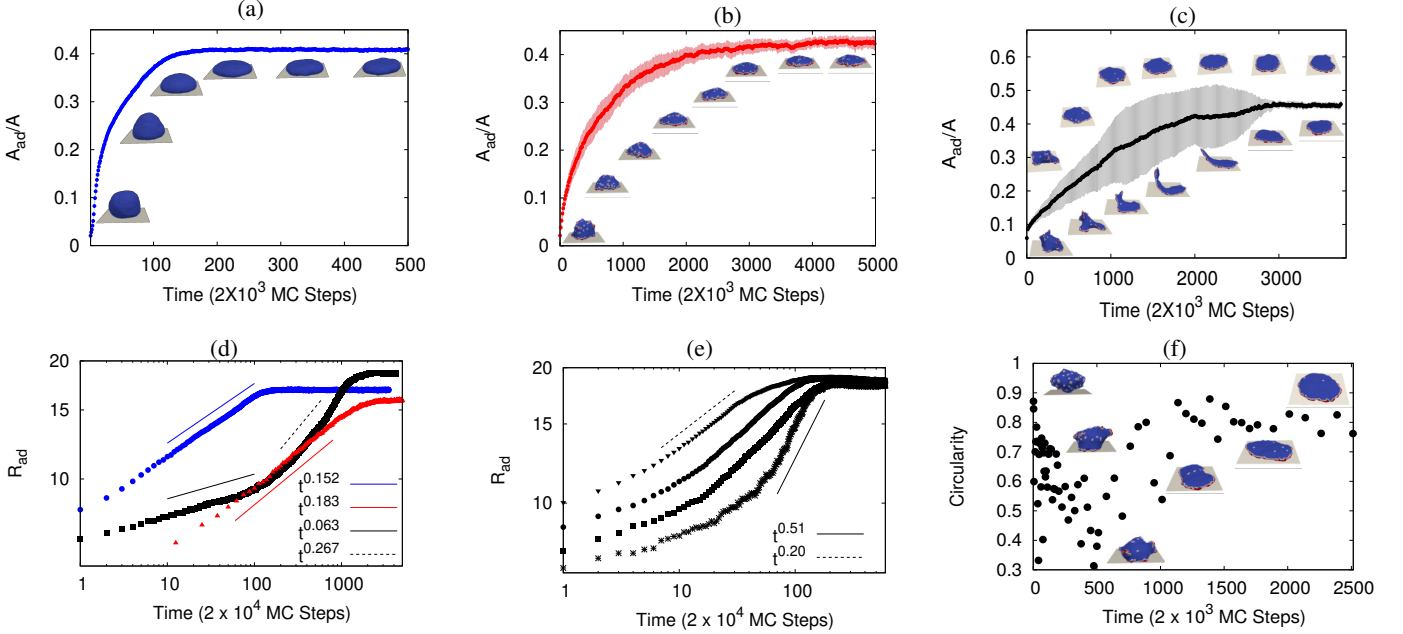 (a)
0.4
0.3
0.2
0.1
0
A_ad/A
100 200 300 400 500
Time (2X10^3 MC Steps)
(b)
0.4
0.3
0.2
0.1
0
A_ad/A
0 1000 2000 3000 4000 5000
Time (2X10^3 MC Steps)
(c)
0.6
0.5
0.4
0.3
0.2
0.1
0
A_ad/A
0 1000 2000 3000
Time (2X10^3 MC Steps)
(d)
20
15
10
R_ad
t^0.152
t^0.183
t^0.063
t^0.267
1 10 100 1000
Time (2 x 10^4 MC Steps)
(e)
20
15
10
R_ad
t^0.51
t^0.20
1 10 100
Time (2 x 10^4 MC Steps)
(f)
1
0.9
0.8
0.7
0.6
0.5
0.4
0.3
Circularity
0 500 1000 1500 2000 2500
Time (2 x 10^3 MC Steps)